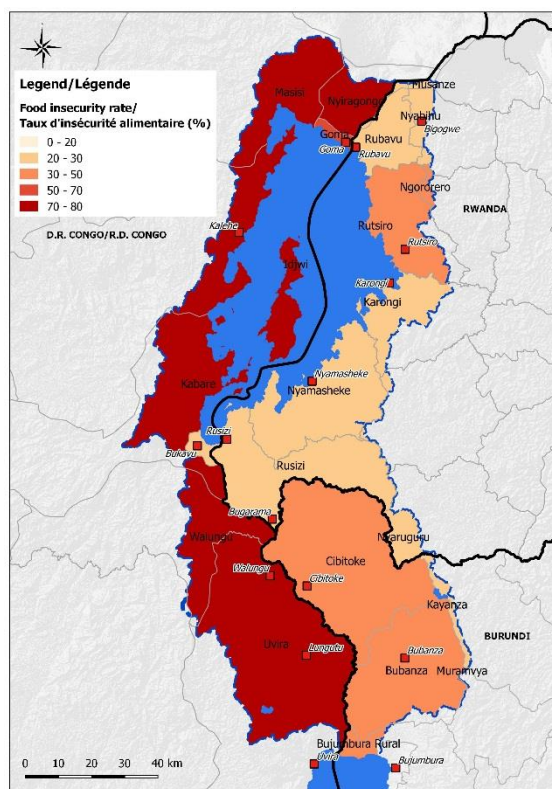 Legend/Légende
Food insecurity rate/
Taux d'insécurité alimentaire (%)
0 - 20
20 - 30
30 - 50
50 - 70
70 - 80
D.R. CONGO/R.D. CONGO
RWANDA
BURUNDI
Masisi
Nyiragongo
Musanze
Nyabihu
Bigogwe
Goma
Goma
Rubavu
Rubavu
Ngororero
Kalehe
Rutsiro
Rutsiro
Idjwi
Karongi
Karongi
Kabare
Nyamasheke
Nyamasheke
Rusizi
Bukavu
Rusizi
Bugarama
Walungu
Nyaruguru
Cibitoke
Walungu
Cibitoke
Kayanza
Uvira
Lungutu
Bubanza
Bubanza
Muramvya
Bujumbura Rural
Uvira
Bujumbura
0 10 20 30 40 km